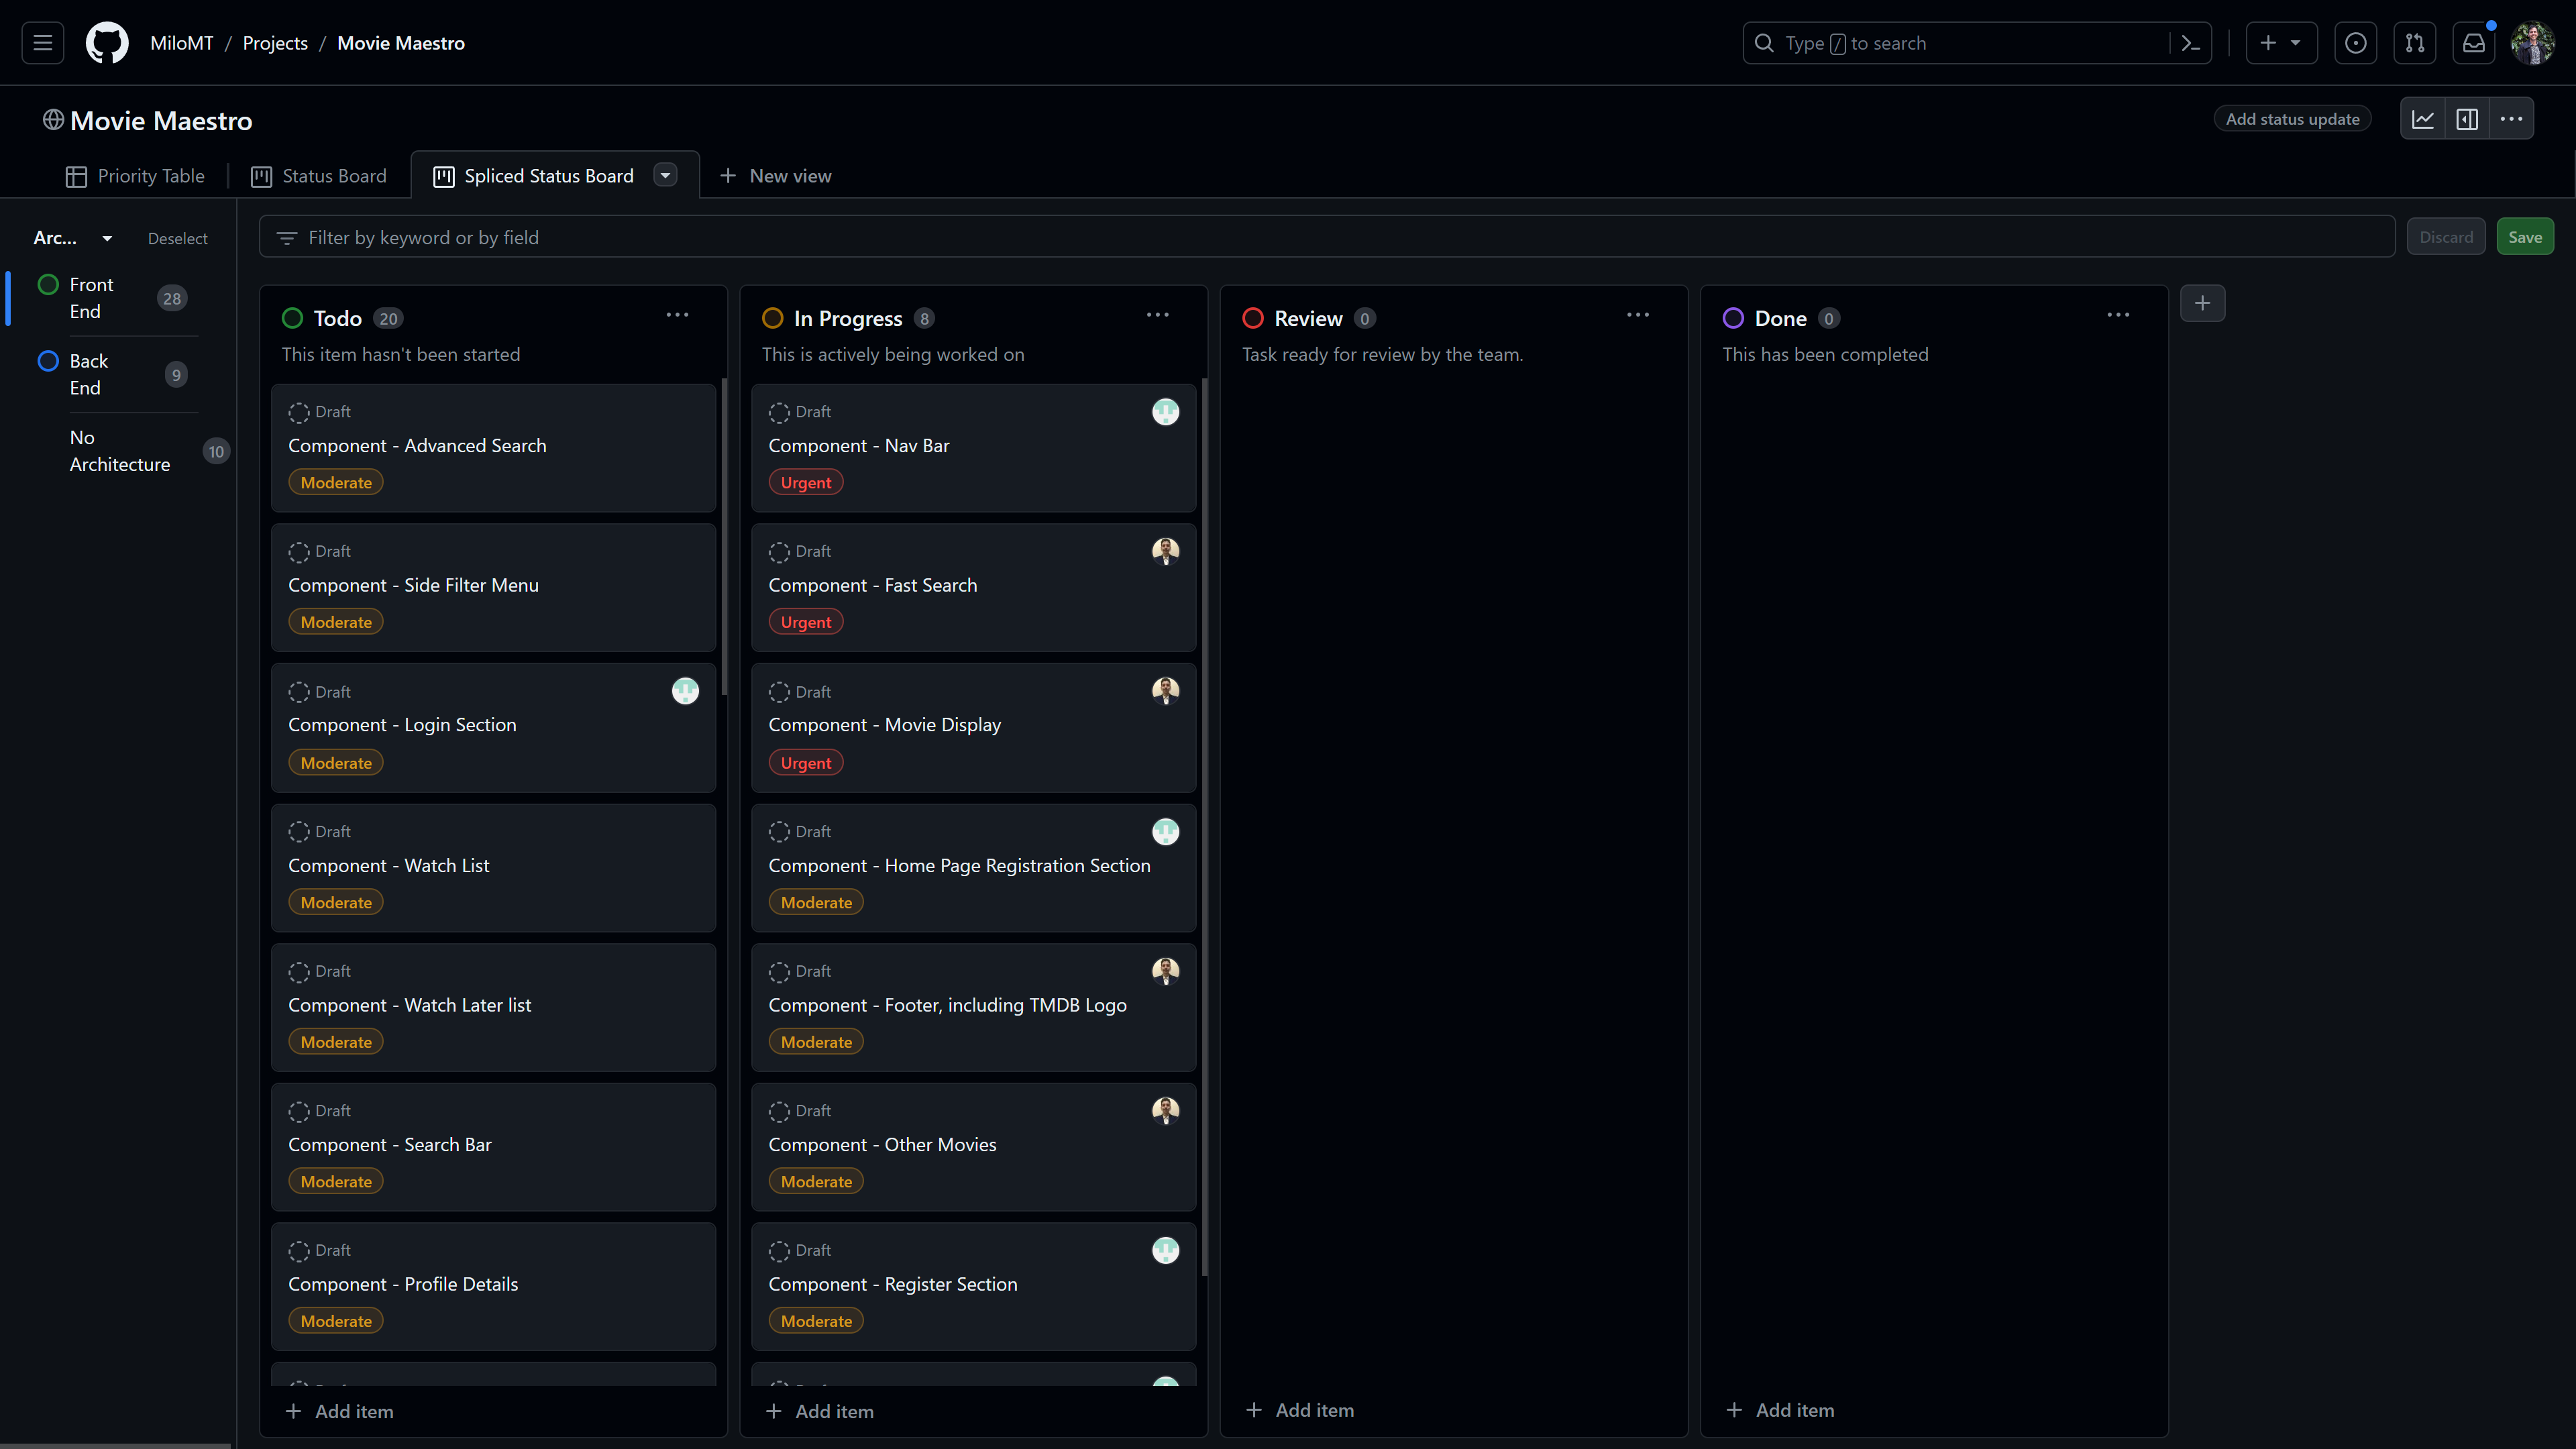 MiloMT / Projects / Movie Maestro
Type / to search
Movie Maestro
Add status update
Priority Table
Status Board
Spliced Status Board
New view
Arc...
Deselect
Front
End
28
Back
End
9
No
Architecture
10
Filter by keyword or by field
Discard
Save
Todo 20
This item hasn't been started
Draft
Component - Advanced Search
Moderate
Draft
Component - Side Filter Menu
Moderate
Draft
Component - Login Section
Moderate
Draft
Component - Watch List
Moderate
Draft
Component - Watch Later list
Moderate
Draft
Component - Search Bar
Moderate
Draft
Component - Profile Details
Moderate
Add item
In Progress 8
This is actively being worked on
Draft
Component - Nav Bar
Urgent
Draft
Component - Fast Search
Urgent
Draft
Component - Movie Display
Urgent
Draft
Component - Home Page Registration Section
Moderate
Draft
Component - Footer, including TMDB Logo
Moderate
Draft
Component - Other Movies
Moderate
Draft
Component - Register Section
Moderate
Add item
Review 0
Task ready for review by the team.
Add item
Done 0
This has been completed
Add item